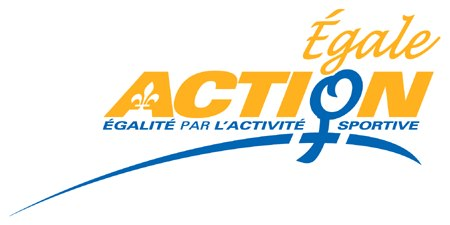 Égale
ACTION
ÉGALITÉ PAR L'ACTIVITÉ SPORTIVE